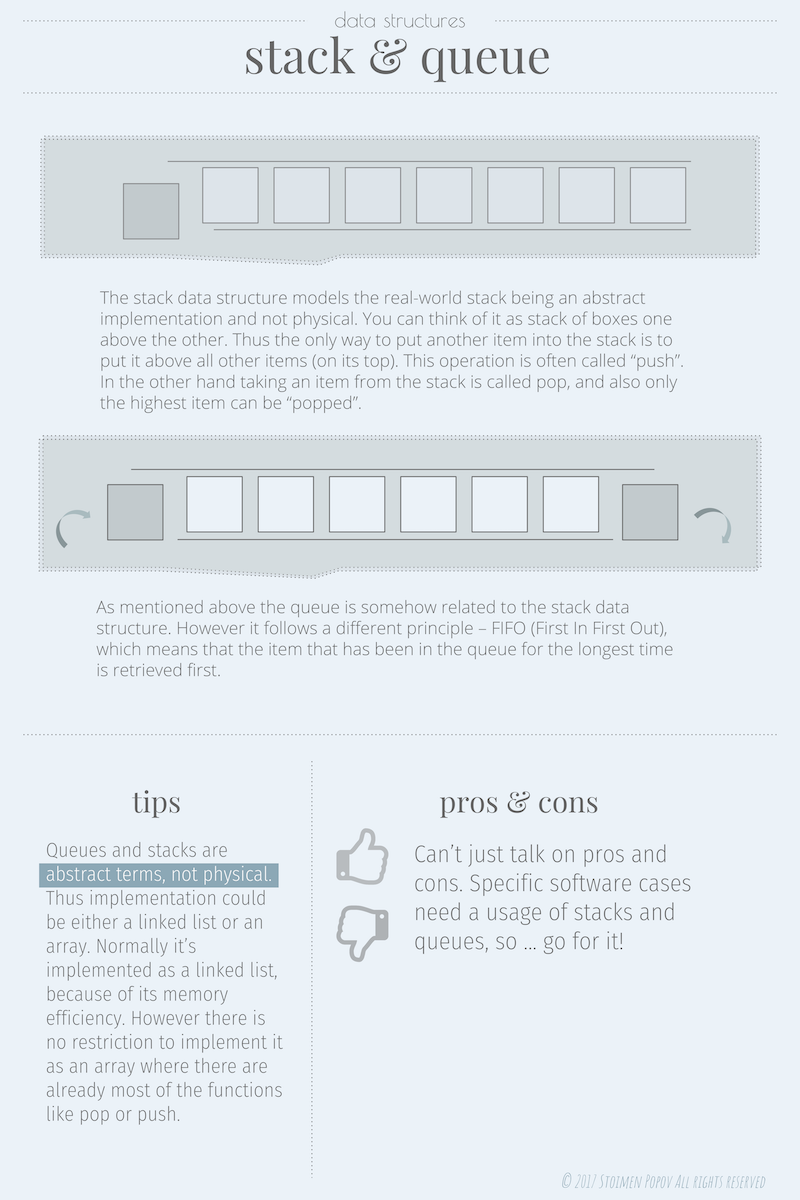 data structures
stack & queue
The stack data structure models the real-world stack being an abstract
implementation and not physical. You can think of it as stack of boxes one
above the other. Thus the only way to put another item into the stack is to
put it above all other items (on its top). This operation is often called “push”.
In the other hand taking an item from the stack is called pop, and also only
the highest item can be “popped”.
As mentioned above the queue is somehow related to the stack data
structure. However it follows a different principle – FIFO (First In First Out),
which means that the item that has been in the queue for the longest time
is retrieved first.
tips
Queues and stacks are
abstract terms, not physical.
Thus implementation could
be either a linked list or an
array. Normally it’s
implemented as a linked list,
because of its memory
efficiency. However there is
no restriction to implement it
as an array where there are
already most of the functions
like pop or push.
pros & cons
Can’t just talk on pros and
cons. Specific software cases
need a usage of stacks and
queues, so ... go for it!
© 2017 Stoimen Popov All rights reserved